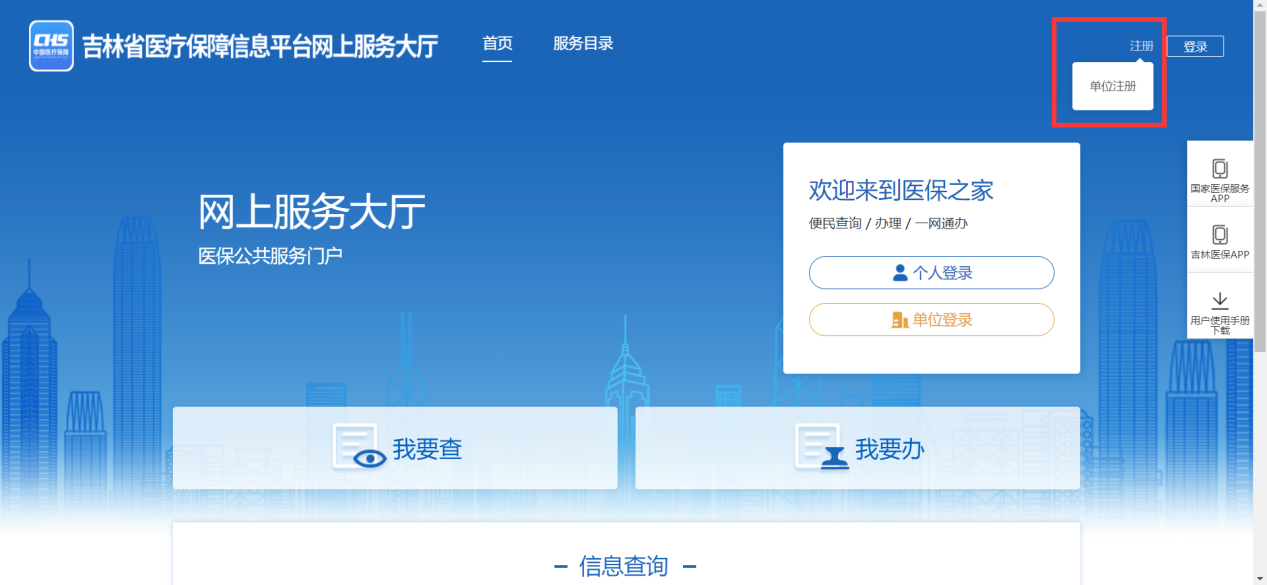 CHS
中国医疗保障
吉林省医疗保障信息平台网上服务大厅
首页
服务目录
注册
登录
单位注册
国家医保服务
APP
吉林医保APP
用户使用手册
下载
网上服务大厅
医保公共服务门户
欢迎来到医保之家
便民查询 / 办理 / 一网通办
个人登录
单位登录
我要查
我要办
信息查询